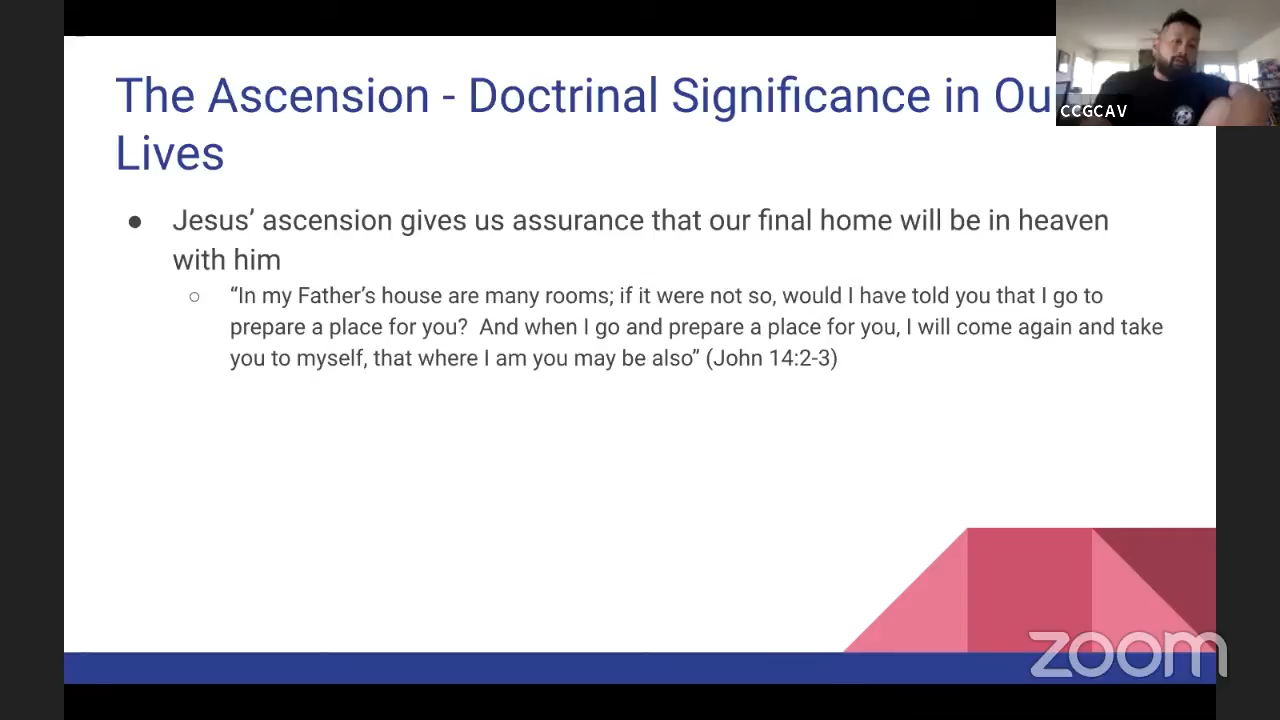 The Ascension - Doctrinal Significance in Ou
Lives
CCGCAV
● Jesus’ ascension gives us assurance that our final home will be in heaven
with him
○ “In my Father’s house are many rooms; if it were not so, would I have told you that I go to
prepare a place for you?  And when I go and prepare a place for you, I will come again and take
you to myself, that where I am you may be also” (John 14:2-3)
zoom